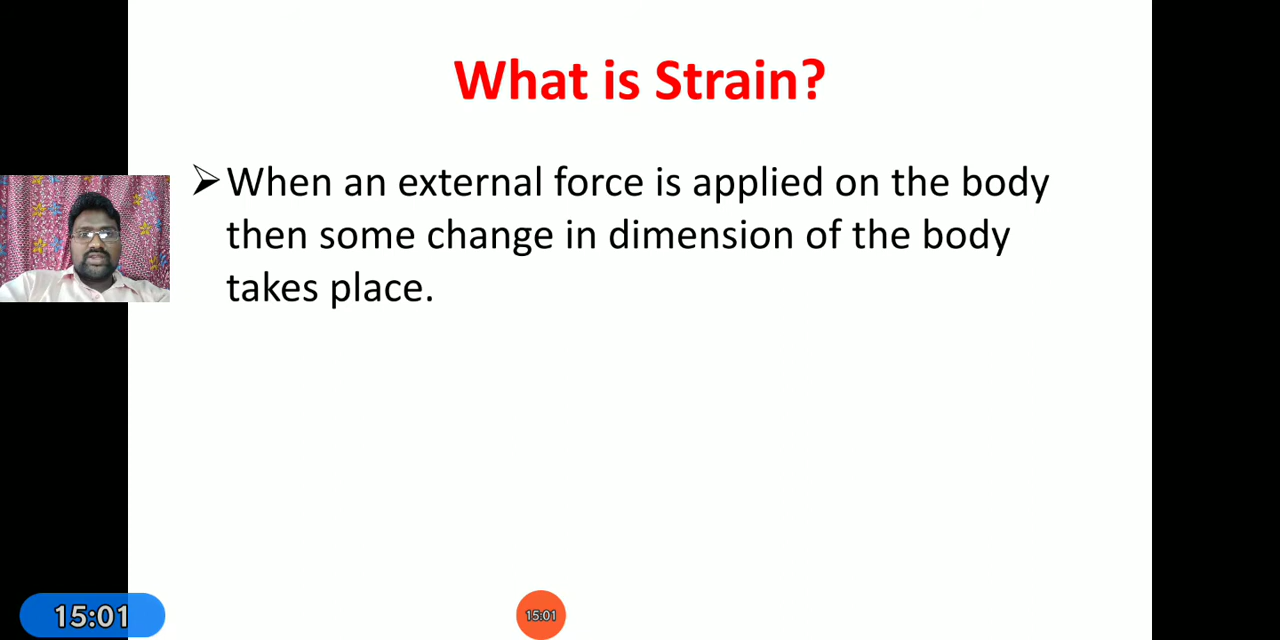 What is Strain?
➢When an external force is applied on the body
then some change in dimension of the body
takes place.
15:01
15:01